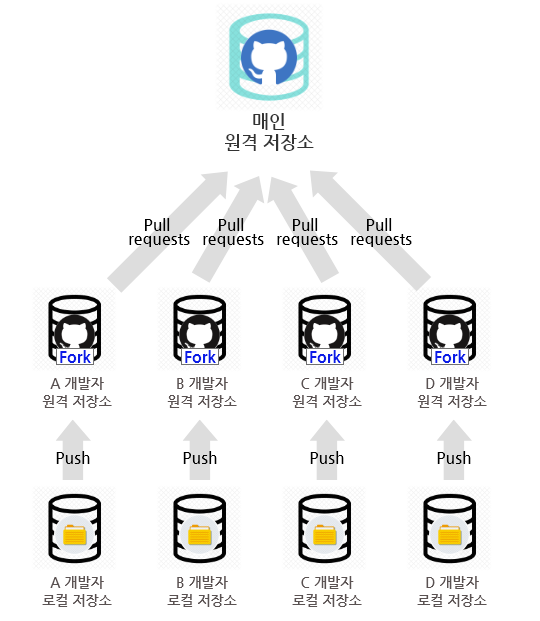 매인
원격 저장소
Pull
requests
Pull
requests
Pull
requests
Pull
requests
Fork
Fork
Fork
Fork
A 개발자
원격 저장소
B 개발자
원격 저장소
C 개발자
원격 저장소
D 개발자
원격 저장소
Push
Push
Push
Push
A 개발자
로컬 저장소
B 개발자
로컬 저장소
C 개발자
로컬 저장소
D 개발자
로컬 저장소